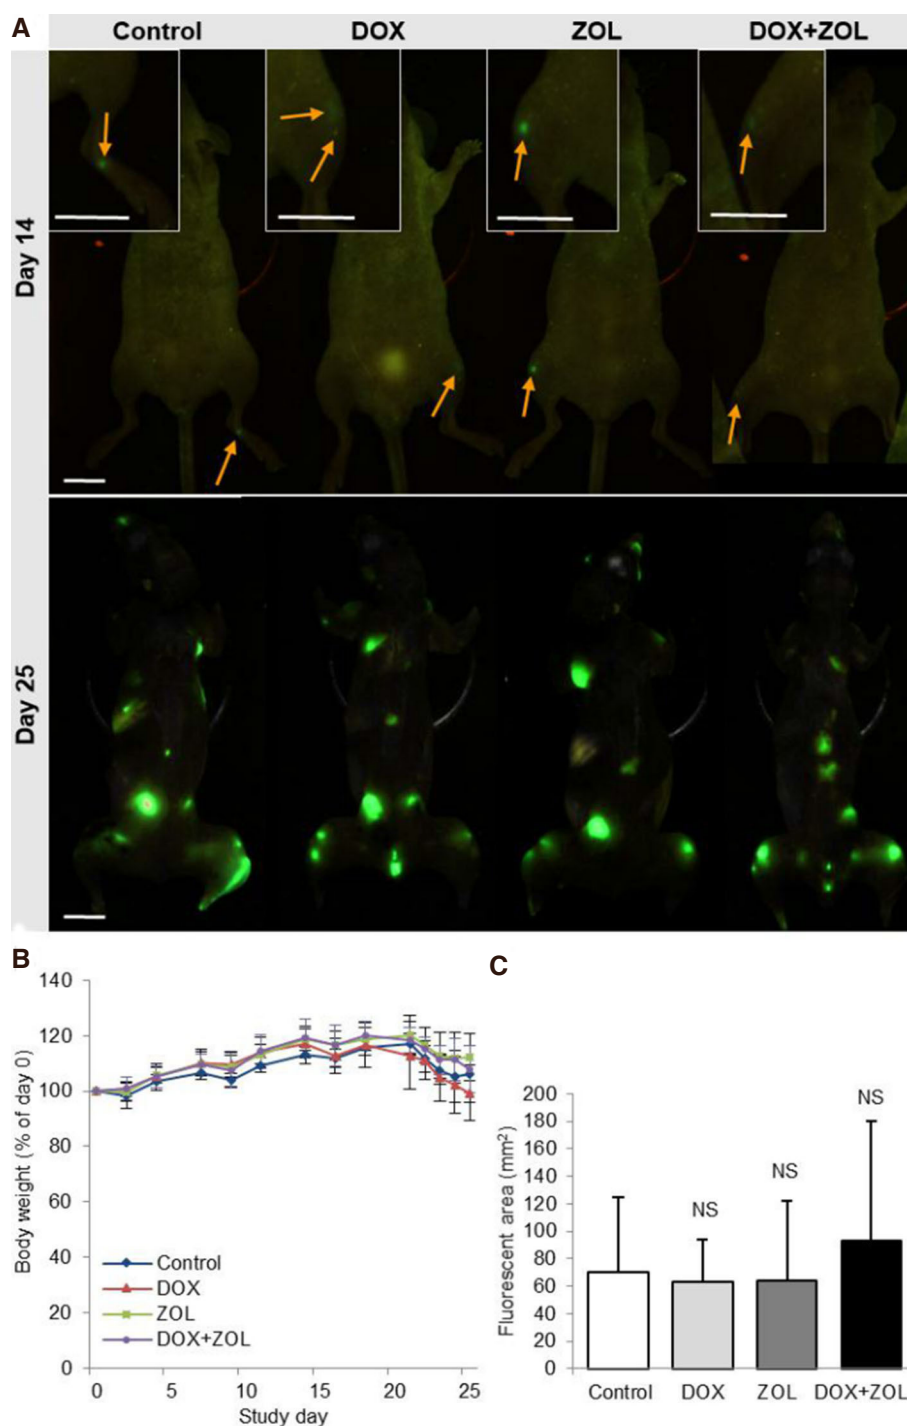 A
Control DOX ZOL DOX+ZOL
Day 14
Day 25
B
140
120
100
80
60
40
20
0
Body weight (% of day 0)
Control
DOX
ZOL
DOX+ZOL
0 5 10 15 20 25
Study day
C
200
180
160
140
120
100
80
60
40
20
0
Fluorescent area (mm²)
NS
NS
NS
Control DOX ZOL DOX+ZOL